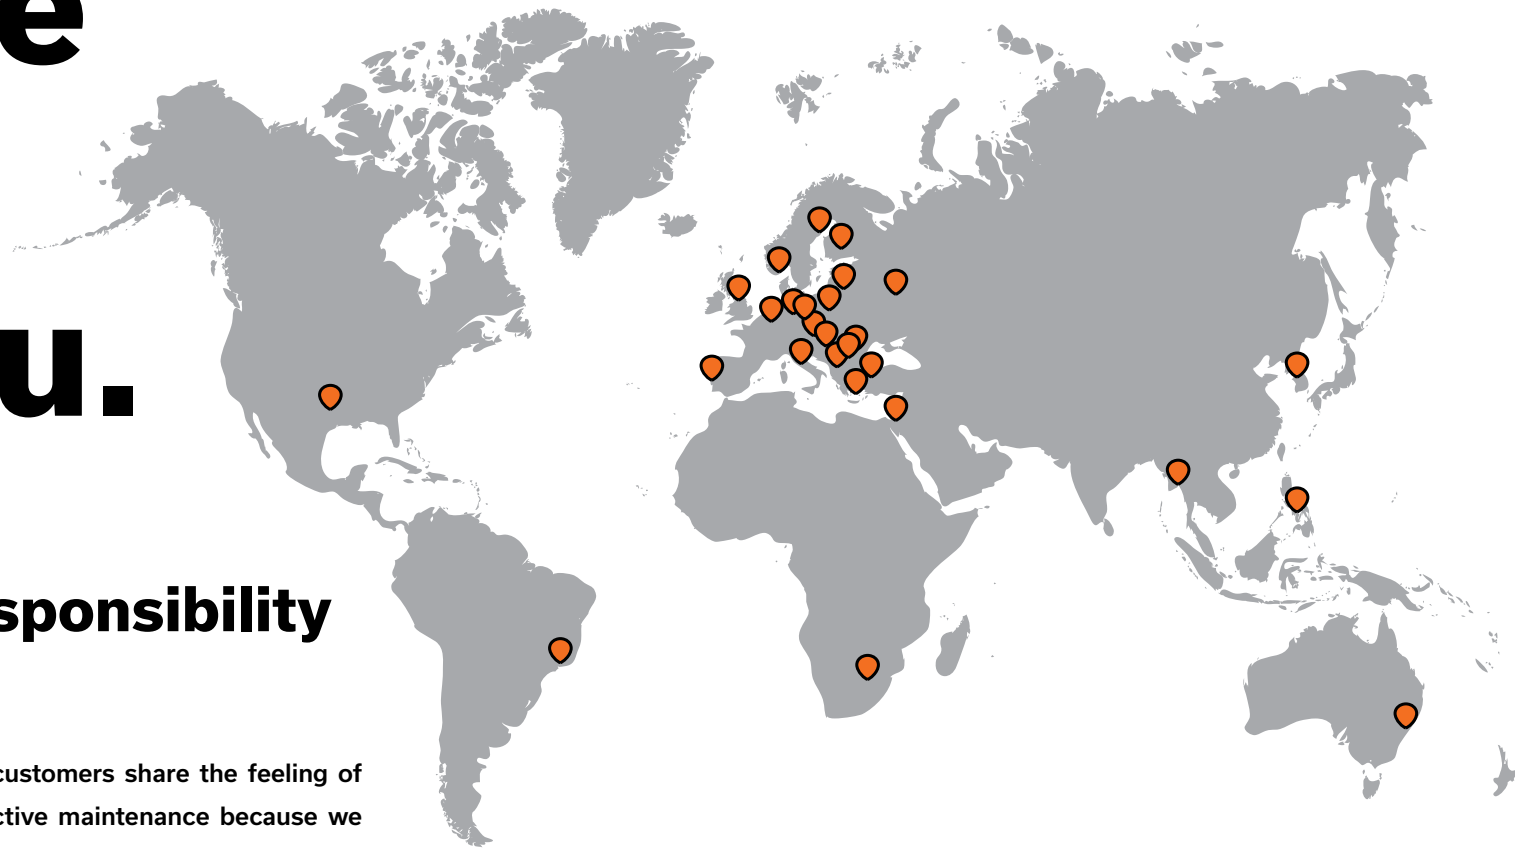 e
u.
sponsibility
customers share the feeling of
ctive maintenance because we